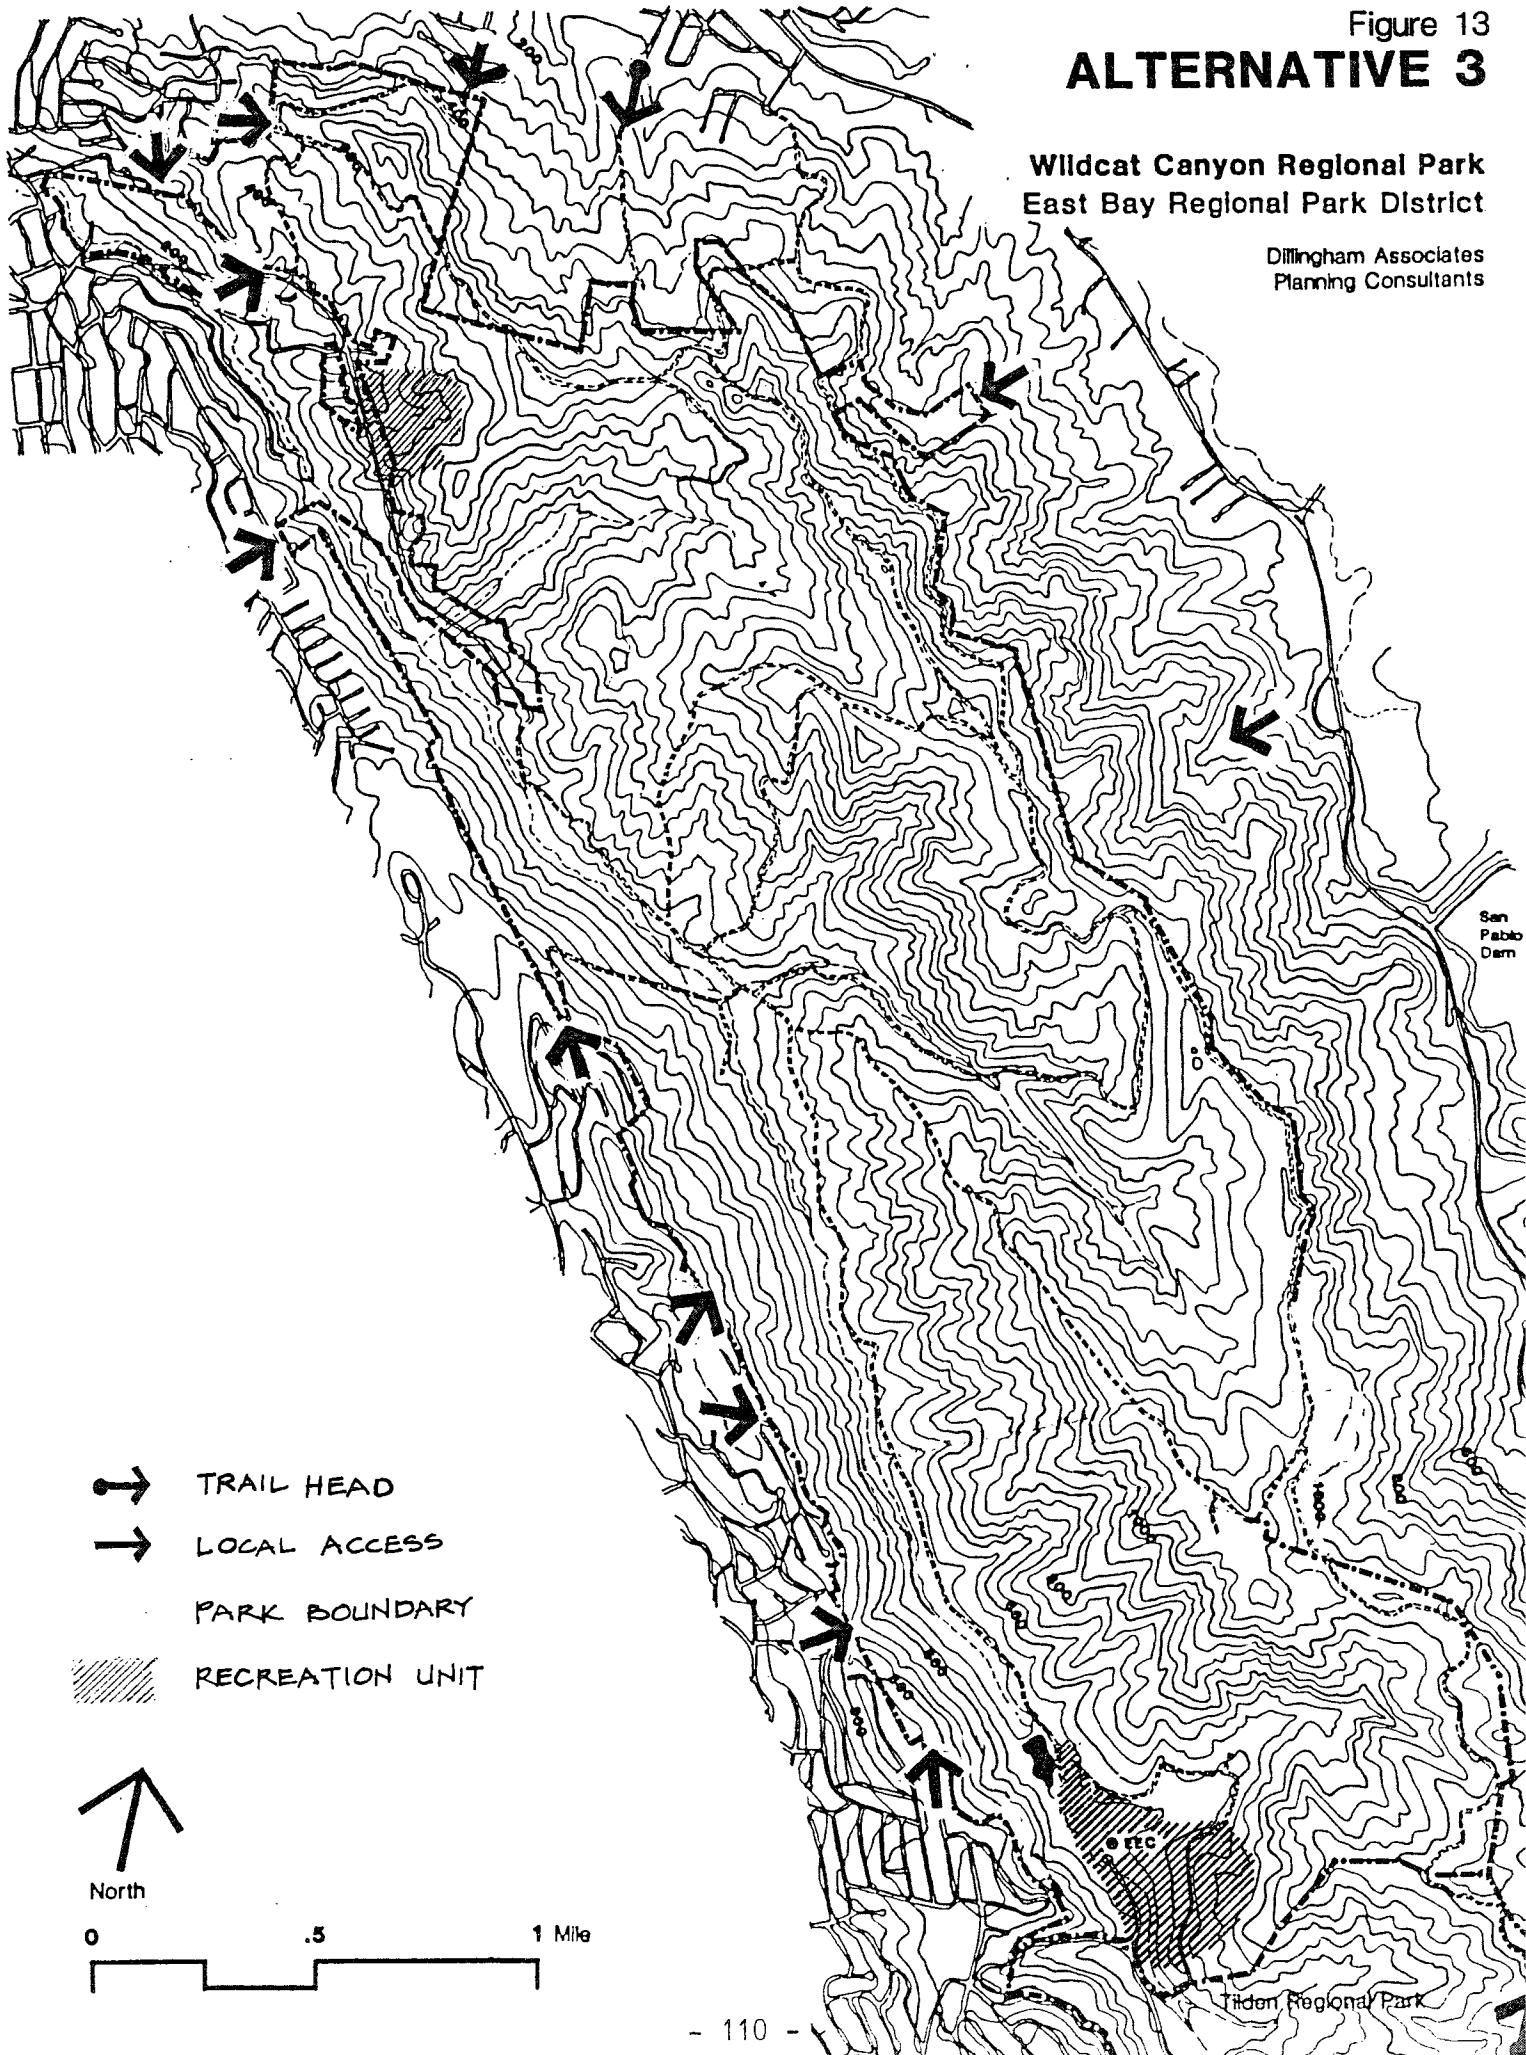 Figure 13
ALTERNATIVE 3
Wildcat Canyon Regional Park
East Bay Regional Park District
Dillingham Associates
Planning Consultants
San
Pablo
Dam
TRAIL HEAD
LOCAL ACCESS
PARK BOUNDARY
RECREATION UNIT
North
0 .5 1 Mile
EEC
Tilden Regional Park
- 110 -